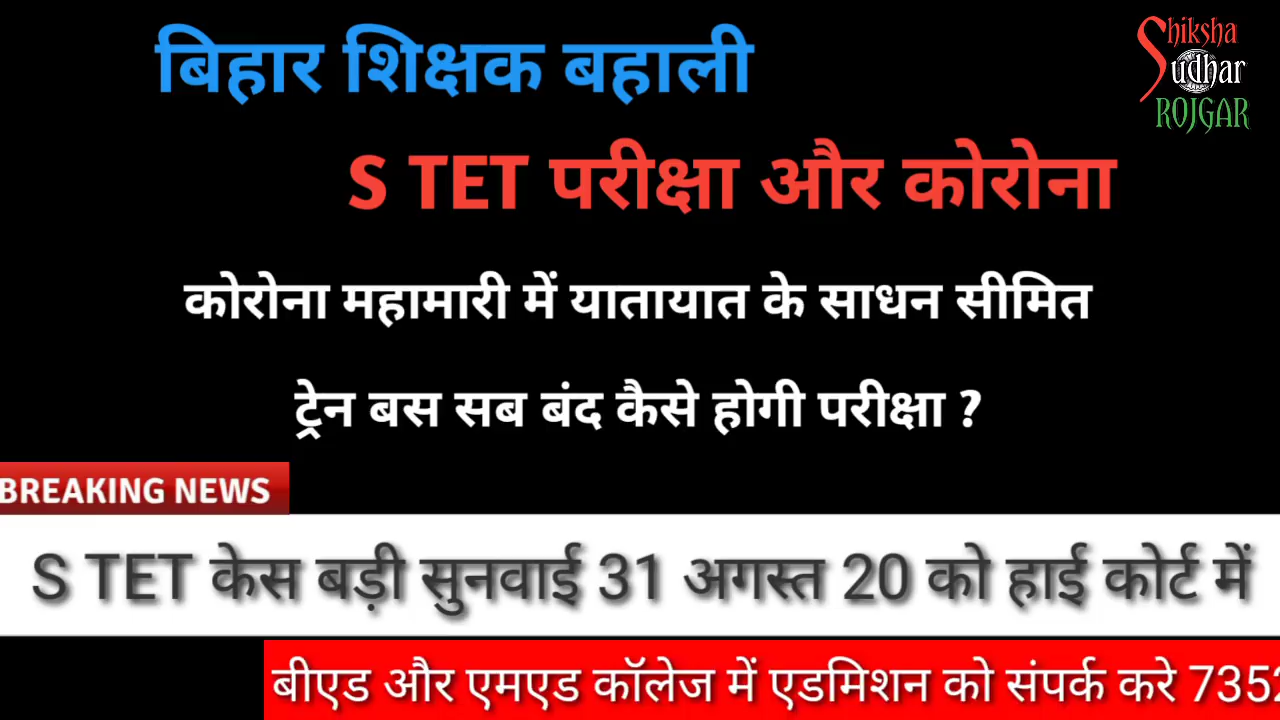 बिहार शिक्षक बहाली
Shiksha
Sudhar
ROJGAR
S TET परीक्षा और कोरोना
कोरोना महामारी में यातायात के साधन सीमित
ट्रेन बस सब बंद कैसे होगी परीक्षा ?
BREAKING NEWS
S TET केस बड़ी सुनवाई 31 अगस्त 20 को हाई कोर्ट में
बीएड और एमएड कॉलेज में एडमिशन को संपर्क करे 7352